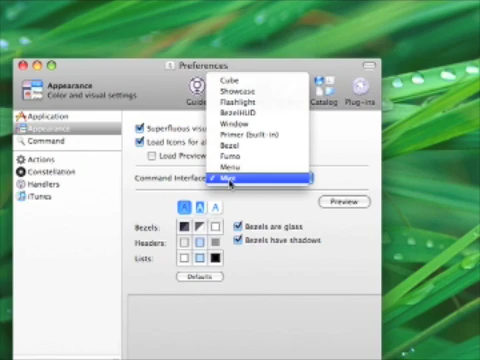 Preferences
Appearance
Color and visual settings
Guide
Catalog
Plug-ins
Cube
Showcase
Flashlight
BezelHUD
Window
Primer (built-in)
Bezel
Fumo
Menu
Mini
Application
Appearance
Command
Actions
Constellation
Handlers
iTunes
Superfluous visu
Load Icons for a
Load Preview
Command Interface
A A A
Preview
Bezels:
Headers:
Lists:
Bezels are glass
Bezels have shadows
Defaults